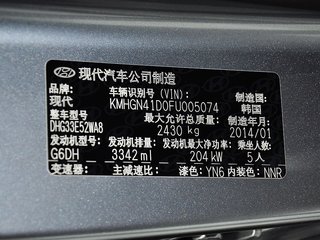 现代汽车公司制造
品牌: 车辆识别号(VIN): 制造国:
现代 KMHGN41D0FU005074 韩国
整车型号 最大允许总质量 制造年月:
DHG33E52WA8 2430 kg 2014/01
发动机型号: 发动机排量: 发动机最大净功率: 乘坐人数:
G6DH 3342 ml 204 kW 5人
变速器: 主减速比: 漆色: YN6 内装色: NNR